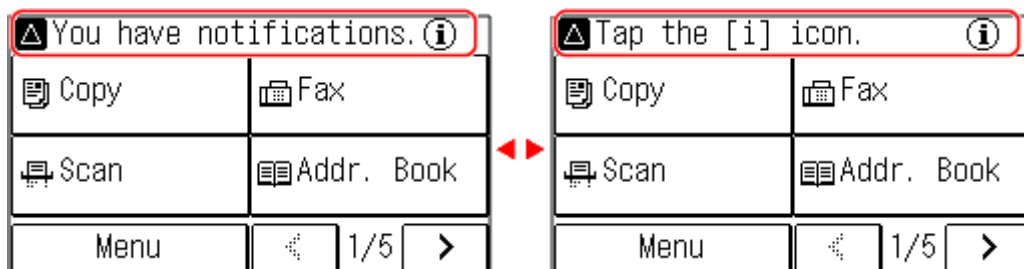 You have notifications. i
Copy
Fax
Scan
Addr. Book
Menu
1/5
Tap the [i] icon. i
Copy
Fax
Scan
Addr. Book
Menu
1/5